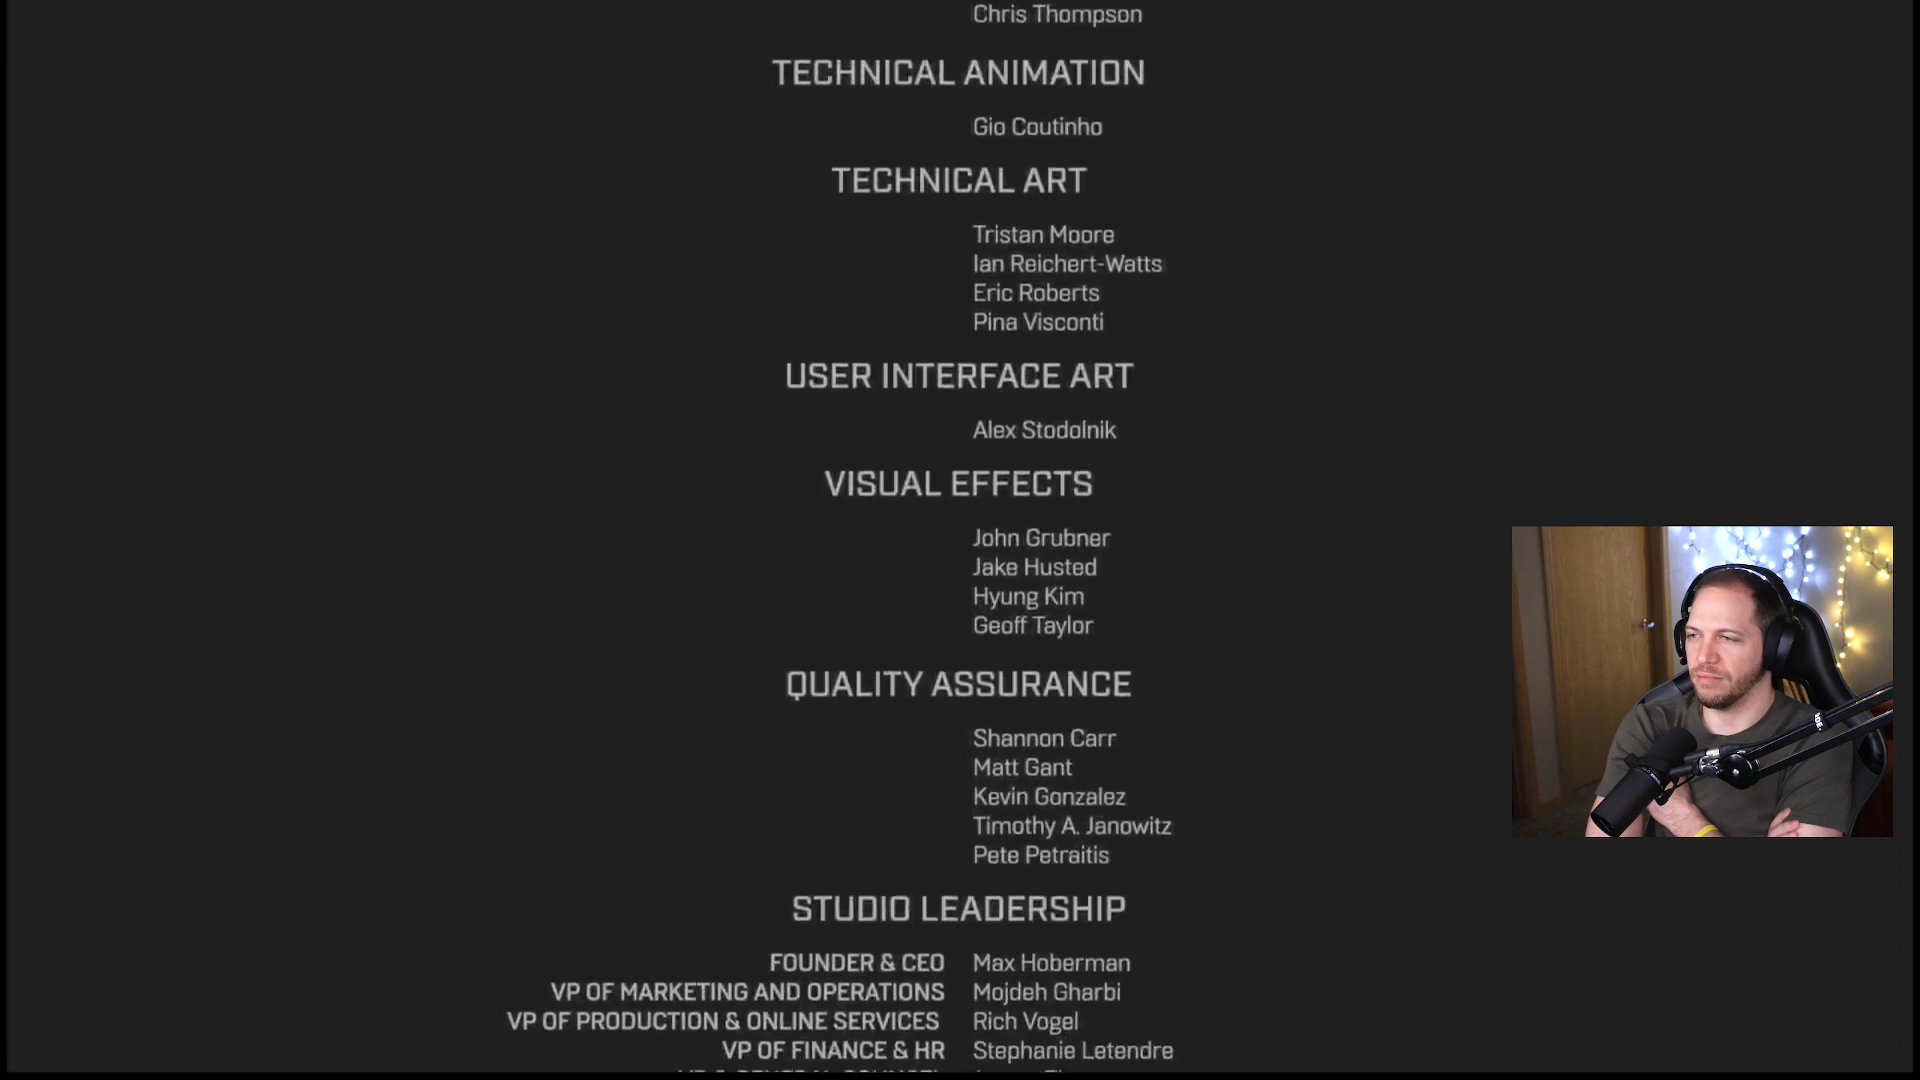 Chris Thompson
TECHNICAL ANIMATION
Gio Coutinho
TECHNICAL ART
Tristan Moore
Ian Reichert-Watts
Eric Roberts
Pina Visconti
USER INTERFACE ART
Alex Stodolnik
VISUAL EFFECTS
John Grubner
Jake Husted
Hyung Kim
Geoff Taylor
QUALITY ASSURANCE
Shannon Carr
Matt Gant
Kevin Gonzalez
Timothy A. Janowitz
Pete Petraitis
STUDIO LEADERSHIP
FOUNDER & CEO Max Hoberman
VP OF MARKETING AND OPERATIONS Mojdeh Gharbi
VP OF PRODUCTION & ONLINE SERVICES Rich Vogel
VP OF FINANCE & HR Stephanie Letendre